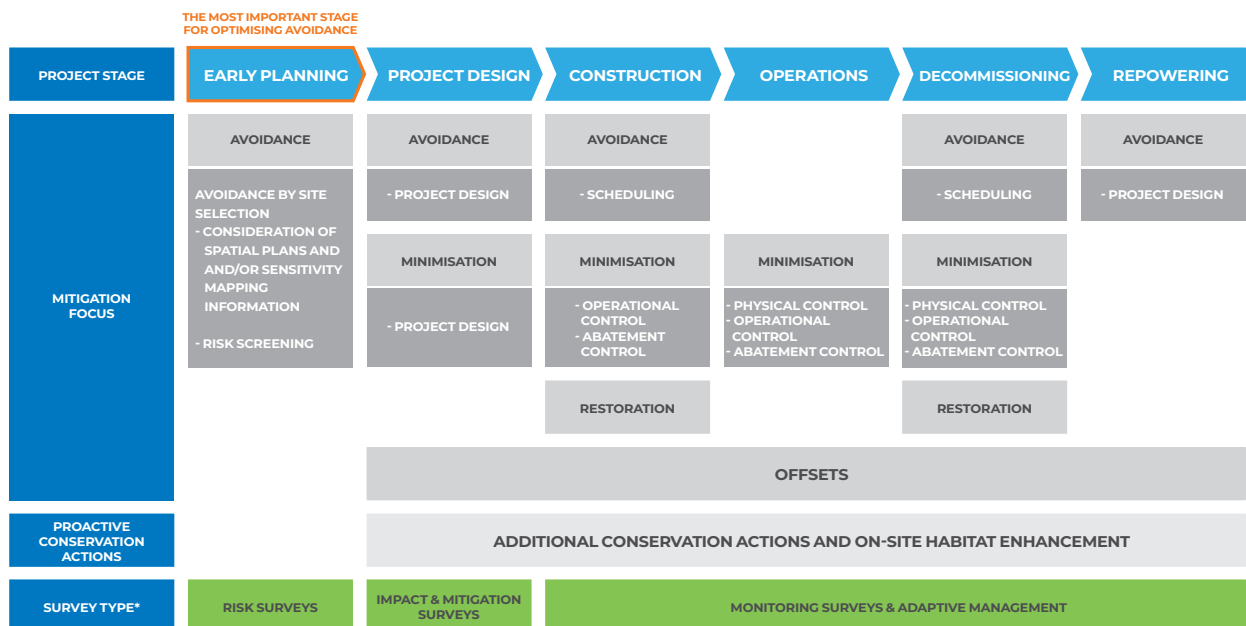 THE MOST IMPORTANT STAGE
FOR OPTIMISING AVOIDANCE
PROJECT STAGE
EARLY PLANNING
PROJECT DESIGN
CONSTRUCTION
OPERATIONS
DECOMMISSIONING
REPOWERING
MITIGATION
FOCUS
AVOIDANCE
AVOIDANCE BY SITE
SELECTION
- CONSIDERATION OF
SPATIAL PLANS AND
AND/OR SENSITIVITY
MAPPING
INFORMATION
- RISK SCREENING
AVOIDANCE
- PROJECT DESIGN
MINIMISATION
- PROJECT DESIGN
AVOIDANCE
- SCHEDULING
MINIMISATION
- OPERATIONAL
CONTROL
- ABATEMENT
CONTROL
RESTORATION
MINIMISATION
- PHYSICAL CONTROL
- OPERATIONAL
CONTROL
- ABATEMENT CONTROL
AVOIDANCE
- SCHEDULING
MINIMISATION
- PHYSICAL CONTROL
- OPERATIONAL
CONTROL
- ABATEMENT CONTROL
RESTORATION
AVOIDANCE
- PROJECT DESIGN
OFFSETS
PROACTIVE
CONSERVATION
ACTIONS
ADDITIONAL CONSERVATION ACTIONS AND ON-SITE HABITAT ENHANCEMENT
SURVEY TYPE*
RISK SURVEYS
IMPACT & MITIGATION
SURVEYS
MONITORING SURVEYS & ADAPTIVE MANAGEMENT